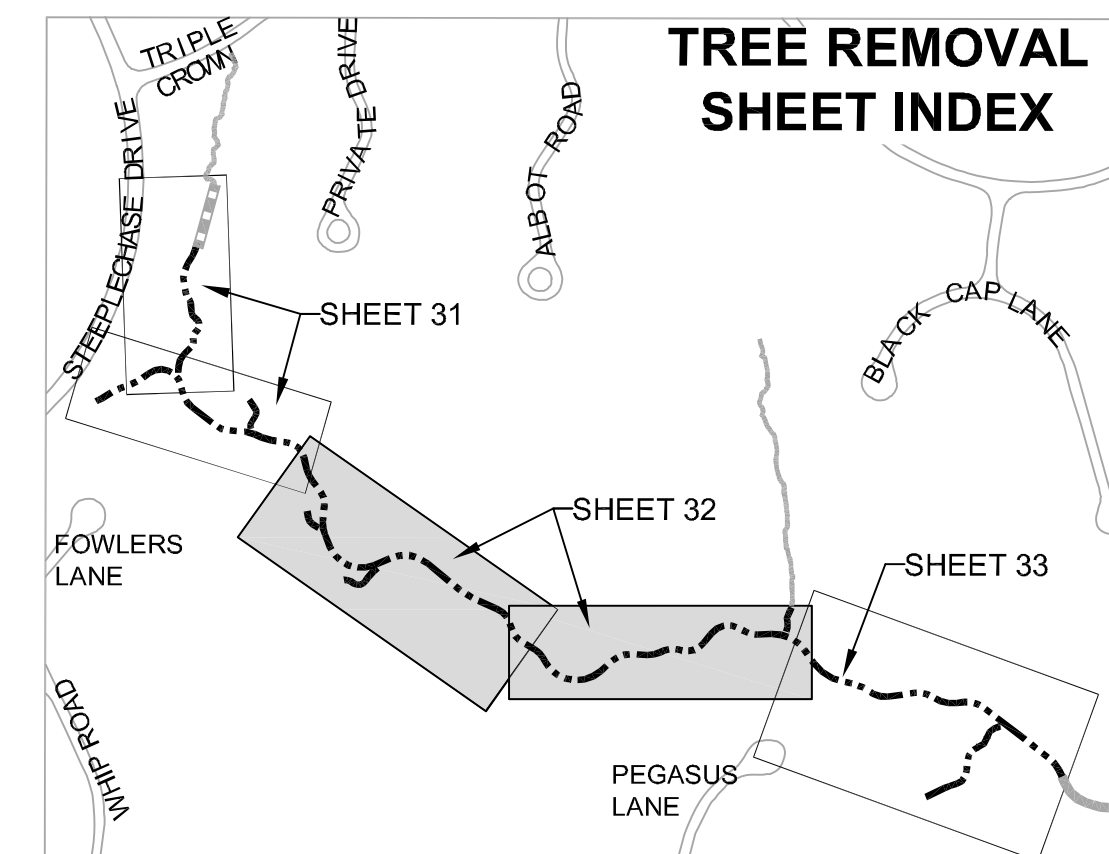 TREE REMOVAL
SHEET INDEX
TRIPLE
CROWN
STEEPLECHASE DRIVE
PRIVATE DRIVE
ALBOT ROAD
BLACK CAP LANE
SHEET 31
SHEET 32
FOWLERS
LANE
SHEET 33
WHIP ROAD
PEGASUS
LANE